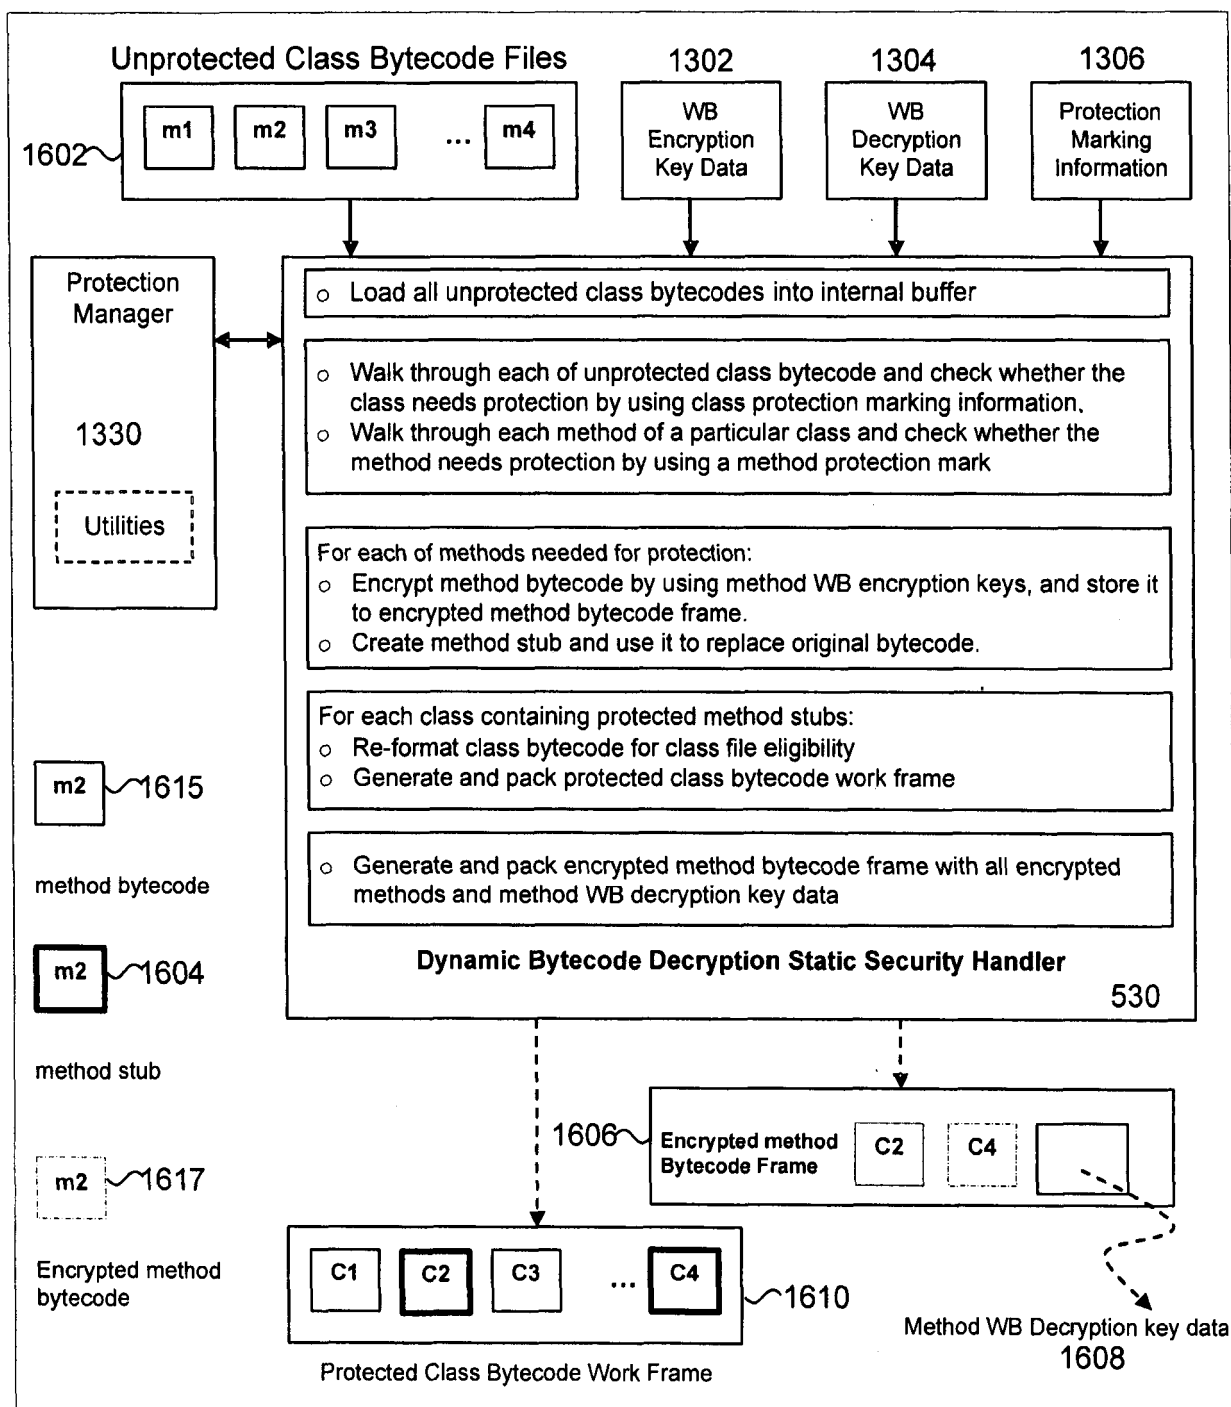 Unprotected Class Bytecode Files
1302
1304
1306
m1
m2
m3
...
m4
1602
WB
Encryption
Key Data
WB
Decryption
Key Data
Protection
Marking
Information
Protection
Manager
1330
Utilities
o Load all unprotected class bytecodes into internal buffer
o Walk through each of unprotected class bytecode and check whether the
class needs protection by using class protection marking information.
o Walk through each method of a particular class and check whether the
method needs protection by using a method protection mark
For each of methods needed for protection:
o Encrypt method bytecode by using method WB encryption keys, and store it
to encrypted method bytecode frame.
o Create method stub and use it to replace original bytecode.
For each class containing protected method stubs:
o Re-format class bytecode for class file eligibility
o Generate and pack protected class bytecode work frame
o Generate and pack encrypted method bytecode frame with all encrypted
methods and method WB decryption key data
Dynamic Bytecode Decryption Static Security Handler
530
m2
1615
method bytecode
m2
1604
method stub
m2
1617
Encrypted method
bytecode
1606
Encrypted method
Bytecode Frame
C2
C4
C1
C2
C3
...
C4
1610
Protected Class Bytecode Work Frame
Method WB Decryption key data
1608